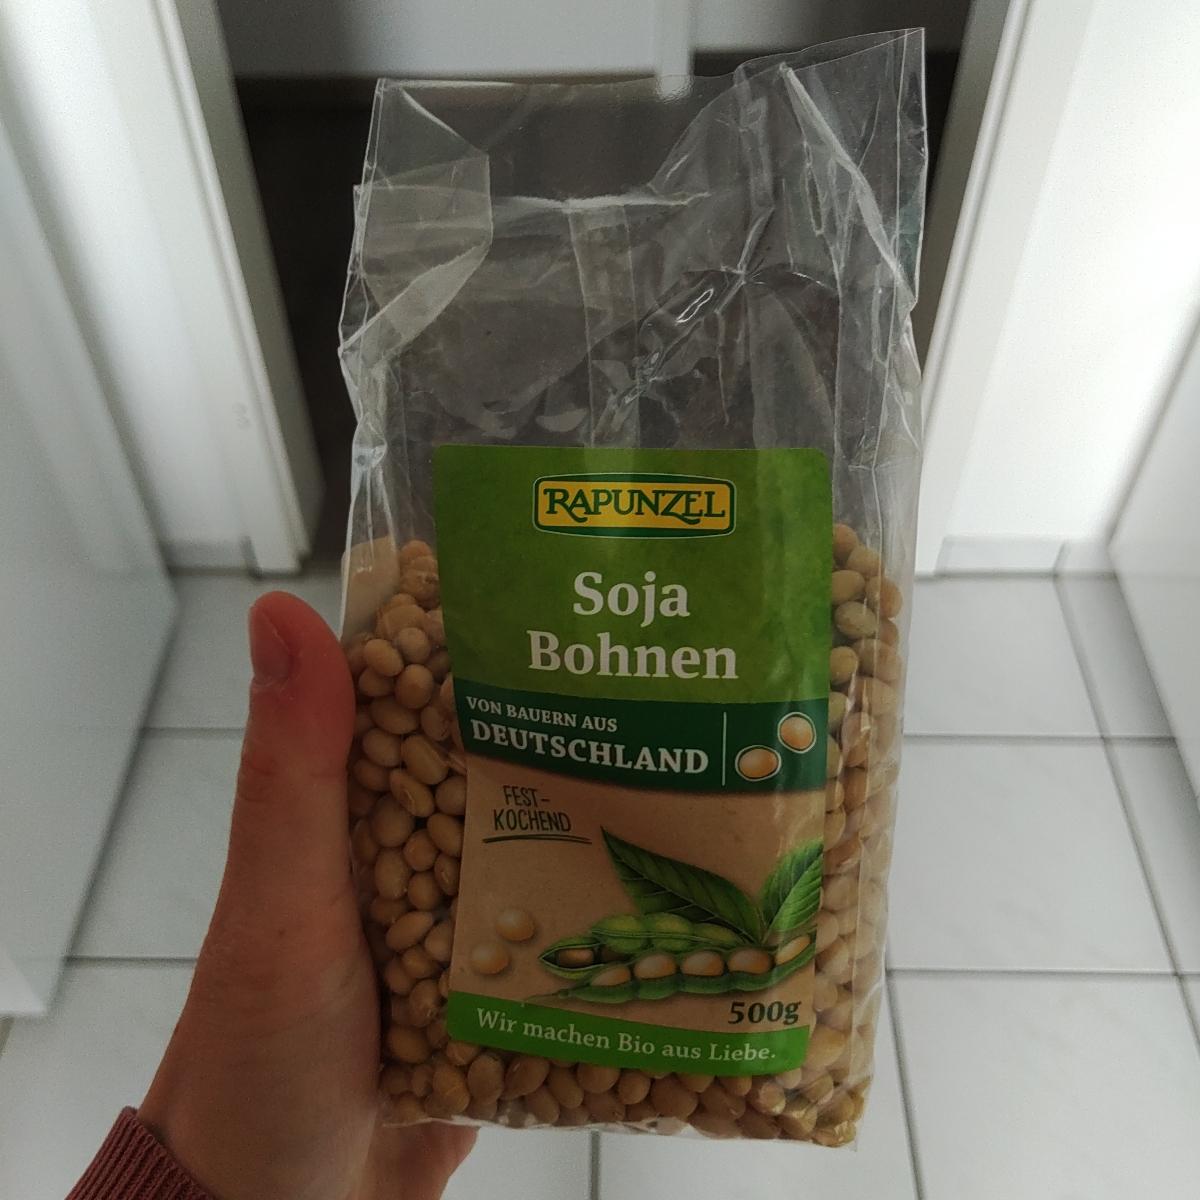 RAPUNZEL
Soja
Bohnen
VON BAUERN AUS
DEUTSCHLAND
FEST-
KOCHEND
500g
Wir machen Bio aus Liebe.